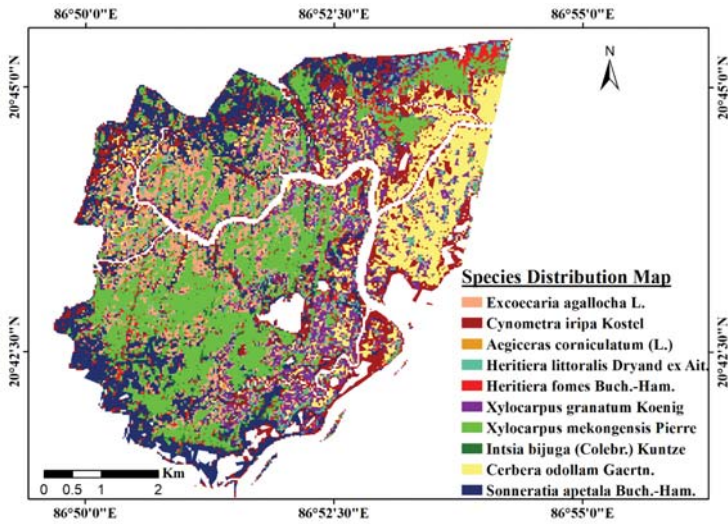 86°50'0"E 86°52'30"E 86°55'0"E
N
20°45'0"N
20°45'0"N
Species Distribution Map
Excoecaria agallocha L.
Cynometra iripa Kostel
Aegiceras corniculatum (L.)
Heritiera littoralis Dryand ex Ait.
Heritiera fomes Buch.-Ham.
Xylocarpus granatum Koenig
Xylocarpus mekongensis Pierre
Intsia bijuga (Colebr.) Kuntze
Cerbera odollam Gaertn.
Sonneratia apetala Buch.-Ham.
20°42'30"N
20°42'30"N
Km
0 0.5 1 2
86°50'0"E 86°52'30"E 86°55'0"E